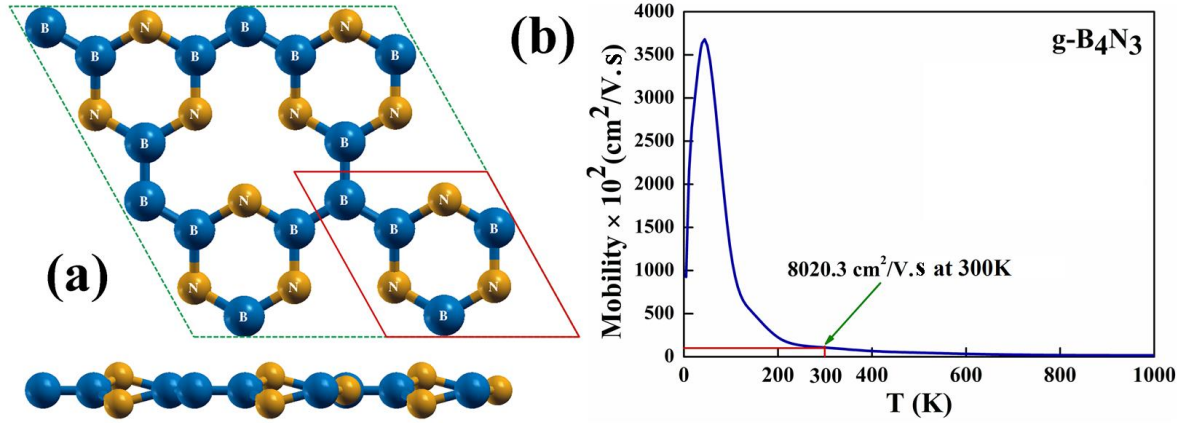 (a)
B N B N
B B B B
N N N N
B B
B N B N
B B B B
N N N N
B B
(b)
g-B₄N₃
Mobility × 10² (cm²/V.s)
4000
3500
3000
2500
2000
1500
1000
500
0
8020.3 cm²/V.s at 300K
0 200 300 400 600 800 1000
T (K)